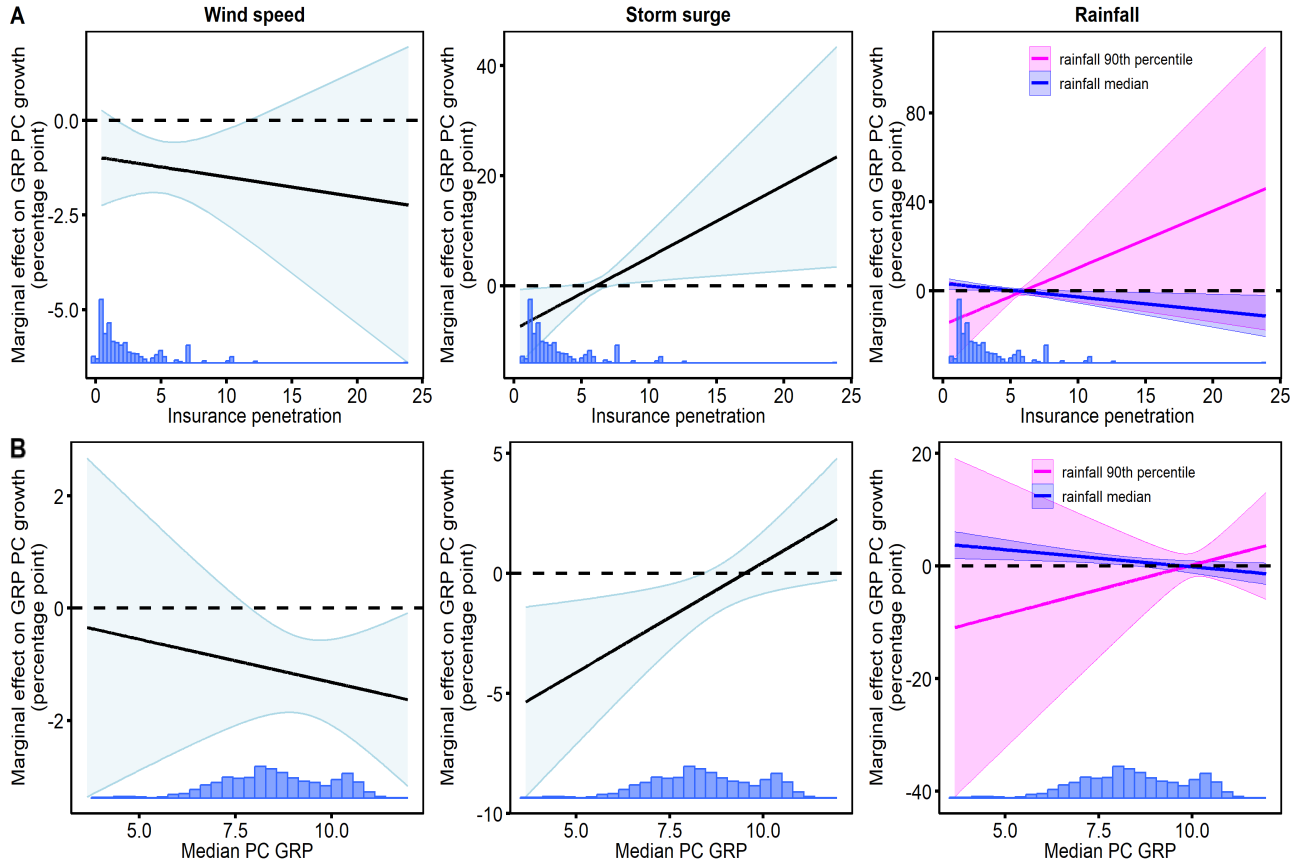 A
Wind speed
Storm surge
Rainfall
Marginal effect on GRP PC growth
(percentage point)
0.0
-2.5
-5.0
0
5
10
15
20
25
Insurance penetration
Marginal effect on GRP PC growth
(percentage point)
40
20
0
0
5
10
15
20
25
Insurance penetration
Marginal effect on GRP PC growth
(percentage point)
80
40
0
rainfall 90th percentile
rainfall median
0
5
10
15
20
25
Insurance penetration
B
Marginal effect on GRP PC growth
(percentage point)
2
0
-2
5.0
7.5
10.0
Median PC GRP
Marginal effect on GRP PC growth
(percentage point)
5
0
-5
-10
5.0
7.5
10.0
Median PC GRP
Marginal effect on GRP PC growth
(percentage point)
20
0
-20
-40
rainfall 90th percentile
rainfall median
5.0
7.5
10.0
Median PC GRP